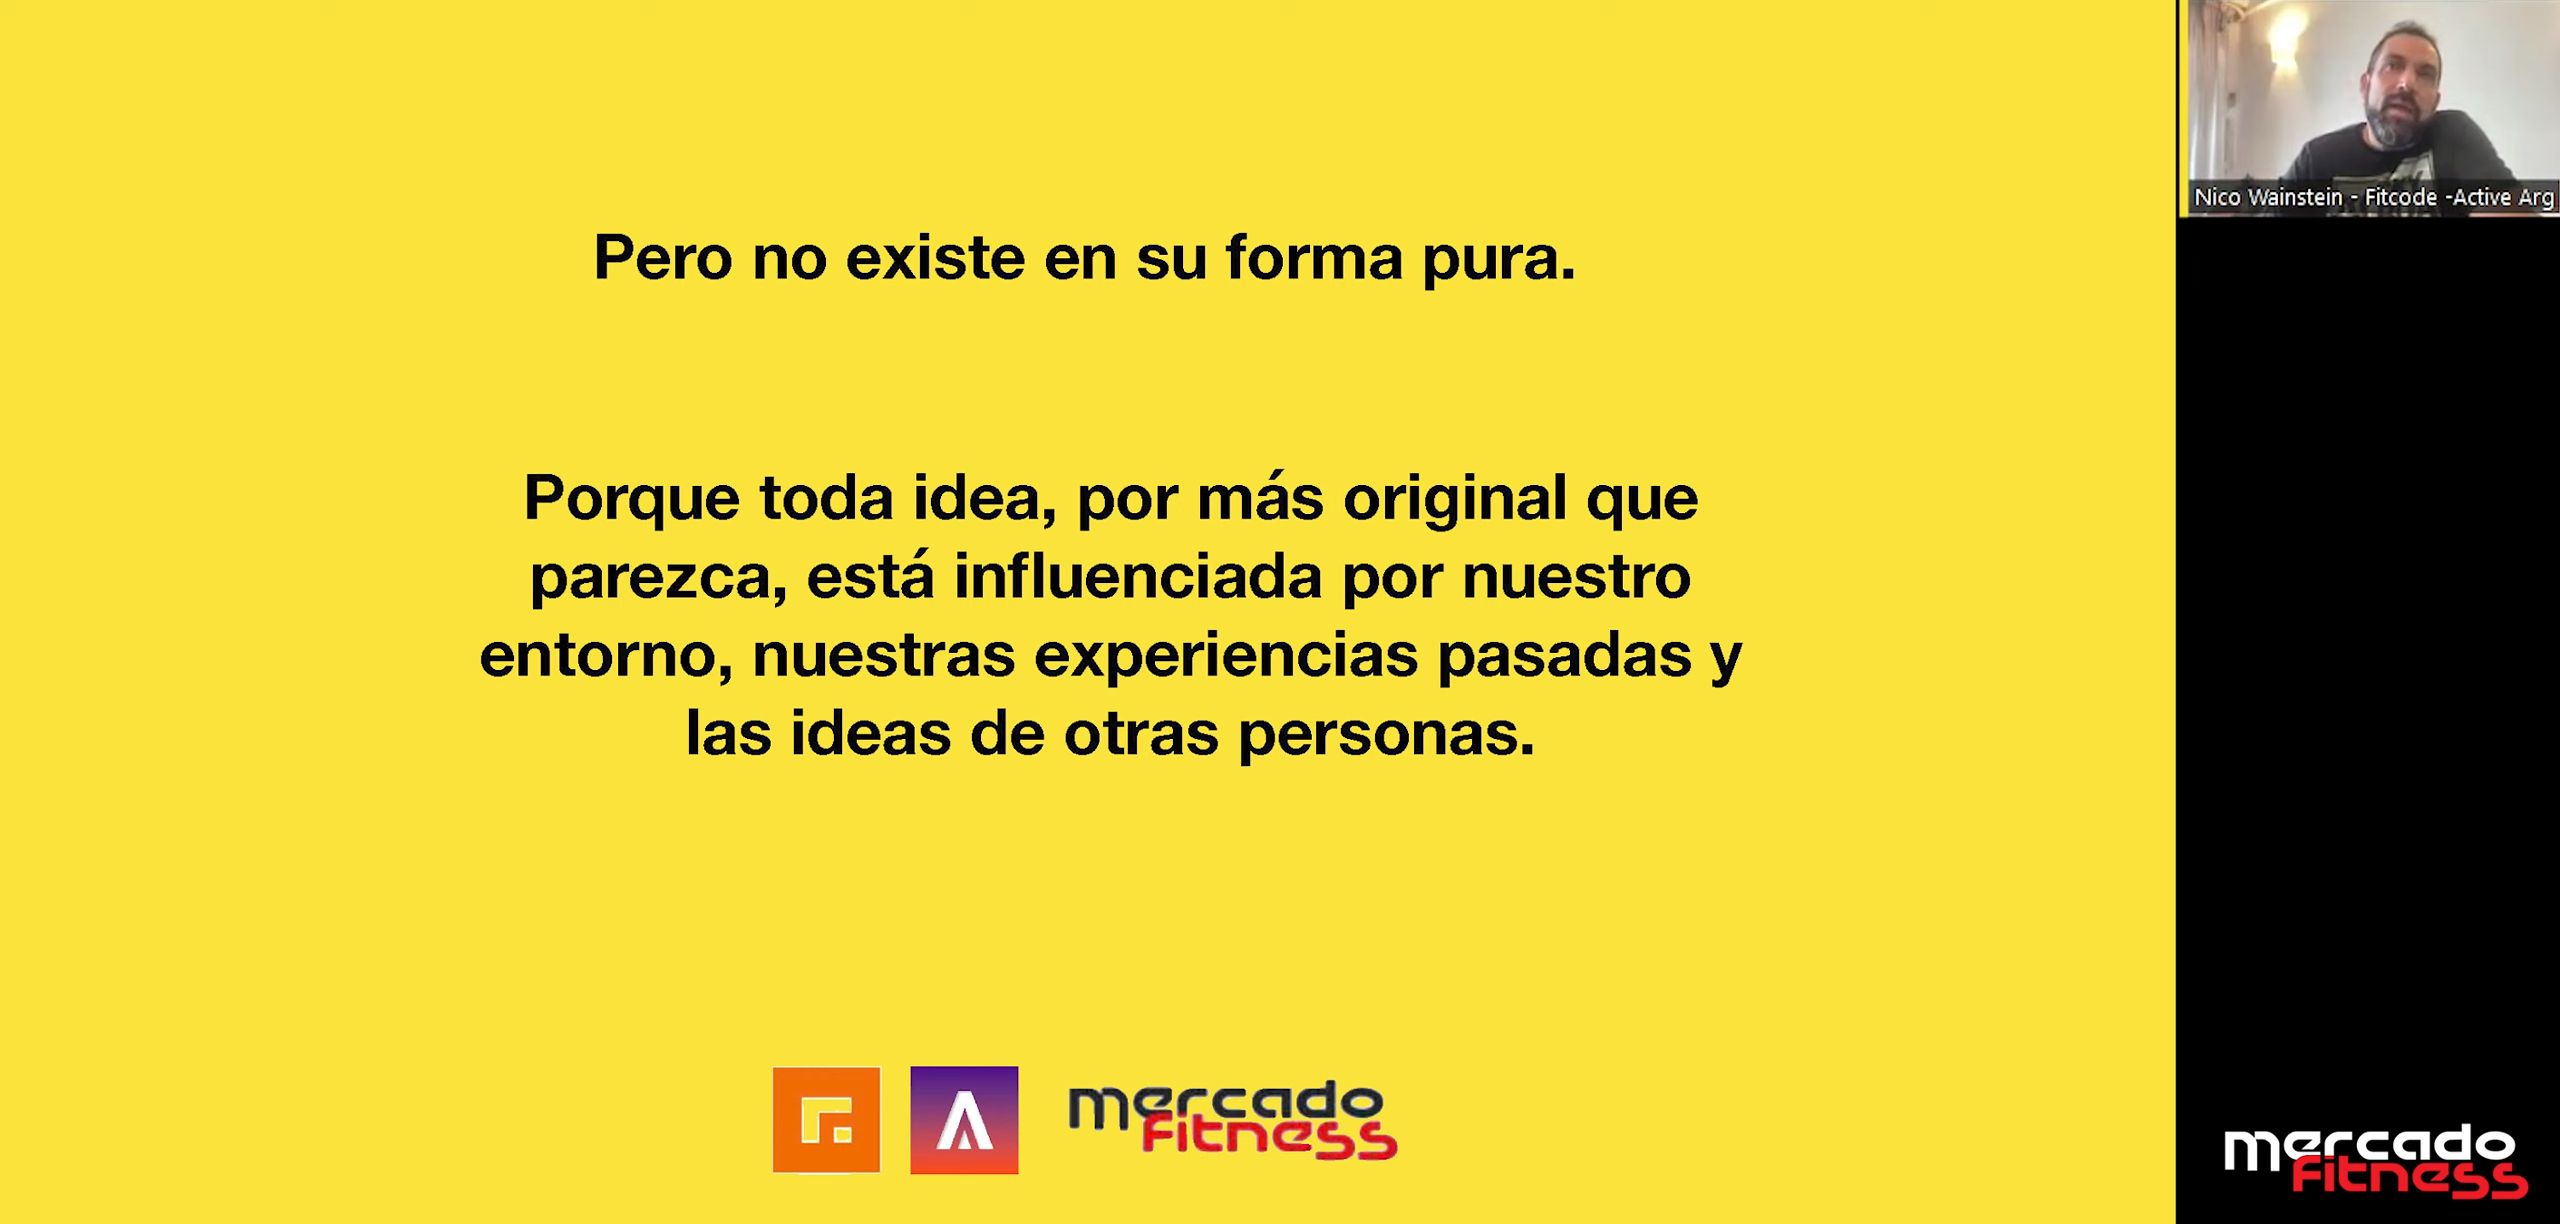 Pero no existe en su forma pura.
Porque toda idea, por más original que
parezca, está influenciada por nuestro
entorno, nuestras experiencias pasadas y
las ideas de otras personas.
mercado
fitness
Nico Wainstein - Fitcode -Active Arg
mercado
fitness